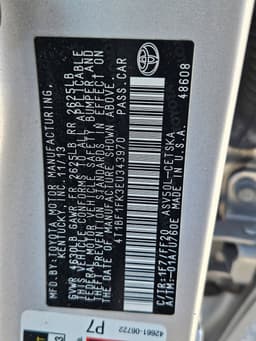 MFD. BY: TOYOTA MOTOR MANUFACTURING,
KENTUCKY, INC. 11/13
GVWR GAWR FR 2625LB RR 2625LB
THIS VEHICLE CONFORMS TO ALL APPLICABLE
FEDERAL MOTOR VEHICLE SAFETY, BUMPER AND
THEFT PREVENTION STANDARDS IN EFFECT ON
THE DATE OF MANUFACTURE SHOWN ABOVE.
4T1BF1FK3EU343970 PASS.CAR
TOYOTA
C/TR:1F7/FF20 ASV50L-CETSKA
A/TM:-01A/U760E MADE IN USA
48608
42661-06722
P7